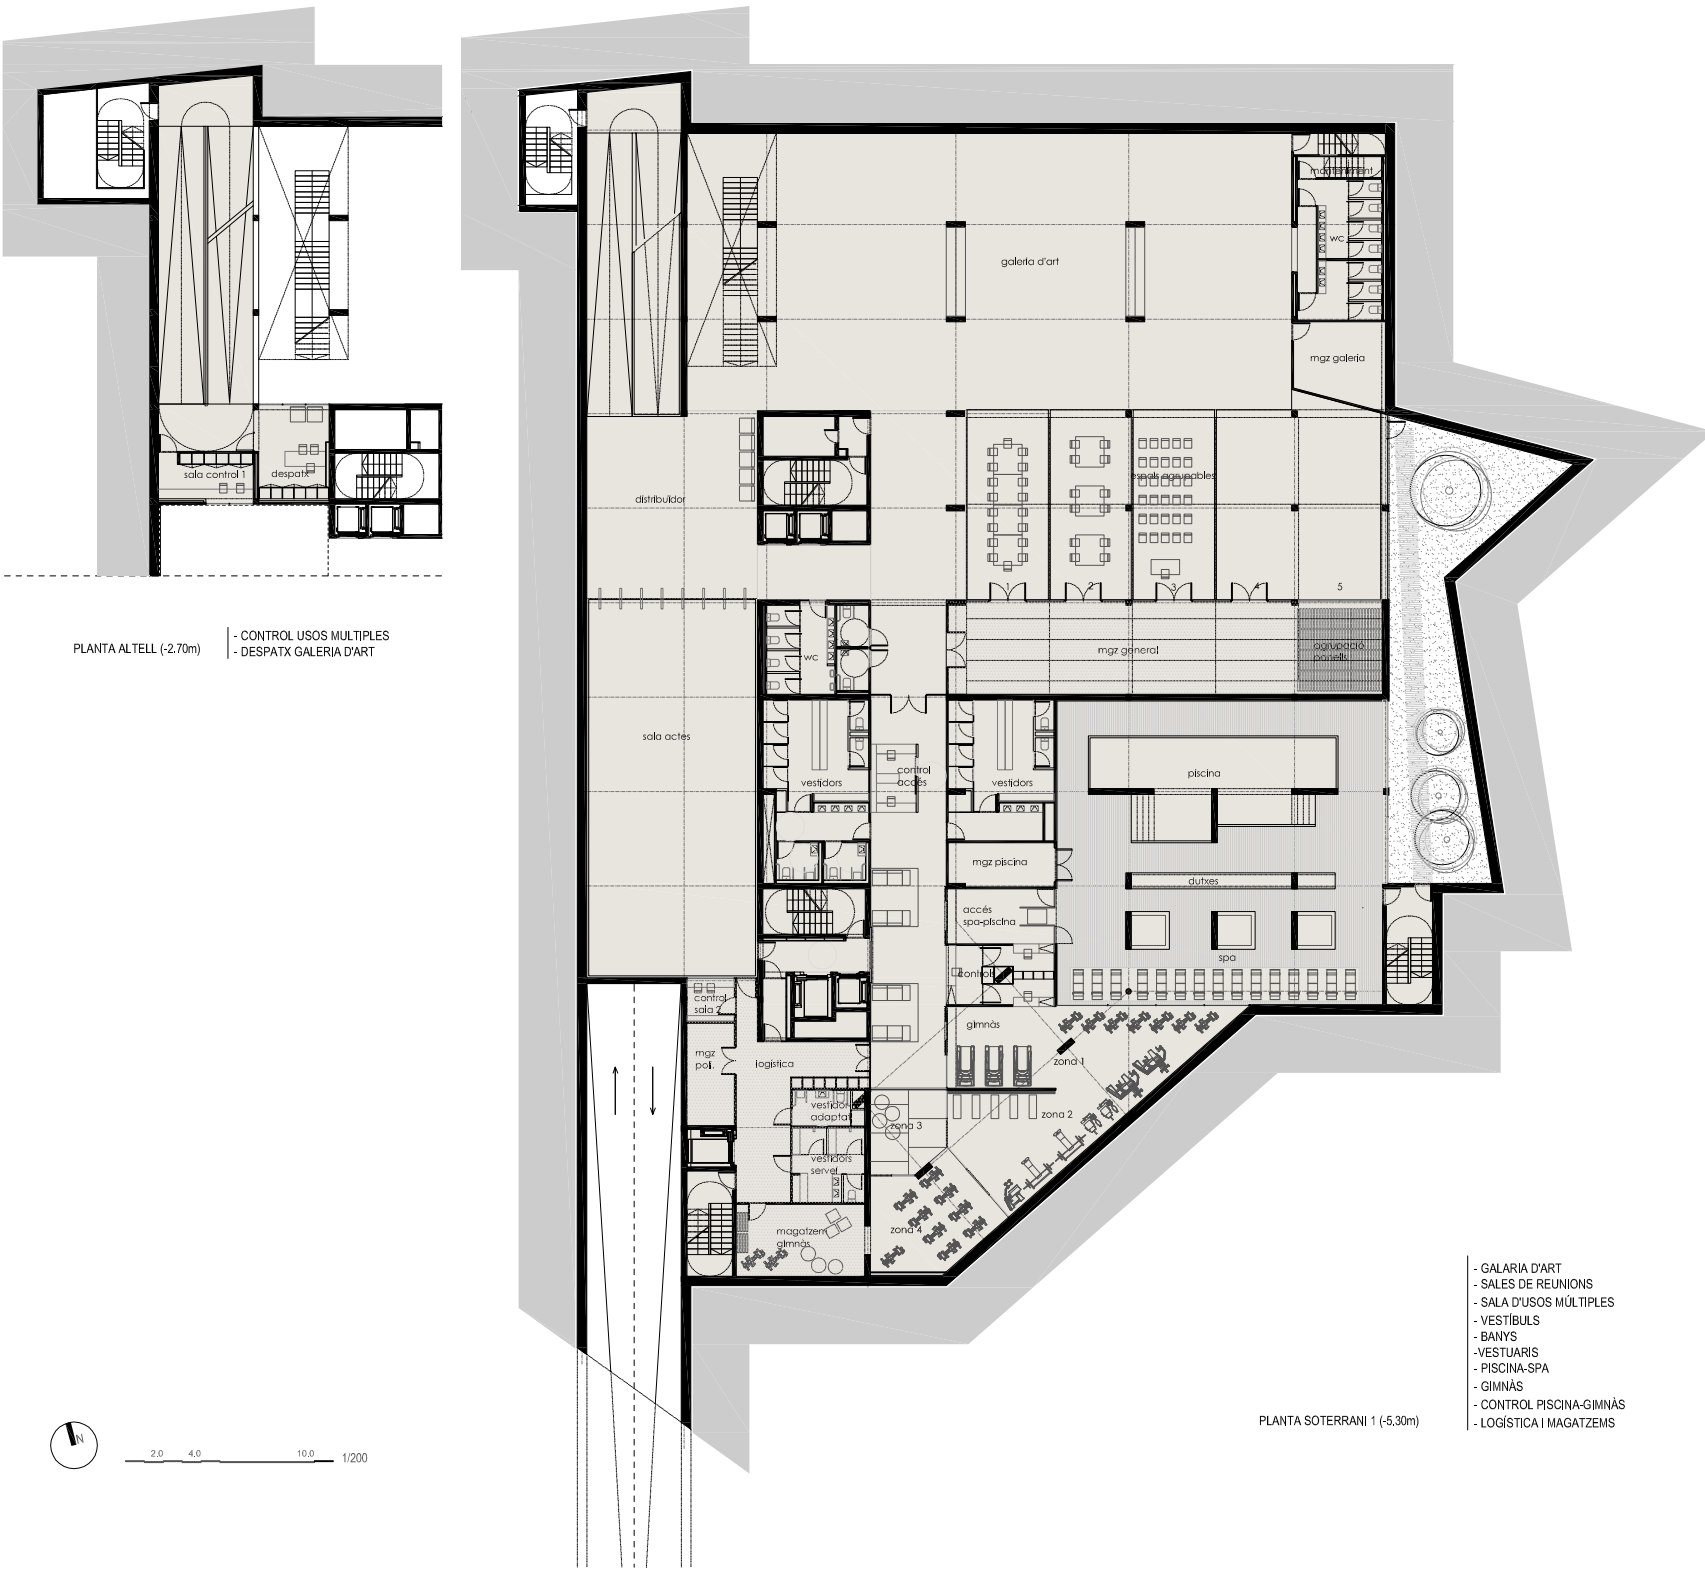 sala control 1
despatx
PLANTA ALTELL (-2.70m)
- CONTROL USOS MULTIPLES
- DESPATX GALERIA D'ART
manteniment
wc
galeria d'art
mgz galeria
distribuïdor
espais agrupables
1
2
3
4
5
wc
mgz general
agrupació
panells
sala actes
vestidors
control
accés
vestidors
piscina
mgz piscina
dutxes
accés
spa-piscina
spa
controls
control
sala 2
gimnàs
mgz
poli.
logística
zona 1
vestidor
adaptat
zona 2
zona 3
vestidors
servei
magatzem
gimnàs
zona 4
- GALARIA D'ART
- SALES DE REUNIONS
- SALA D'USOS MÚLTIPLES
- VESTÍBULS
- BANYS
-VESTUARIS
- PISCINA-SPA
- GIMNÀS
- CONTROL PISCINA-GIMNÀS
- LOGÍSTICA I MAGATZEMS
PLANTA SOTERRANI 1 (-5,30m)
N
2.0 4.0 10.0 1/200